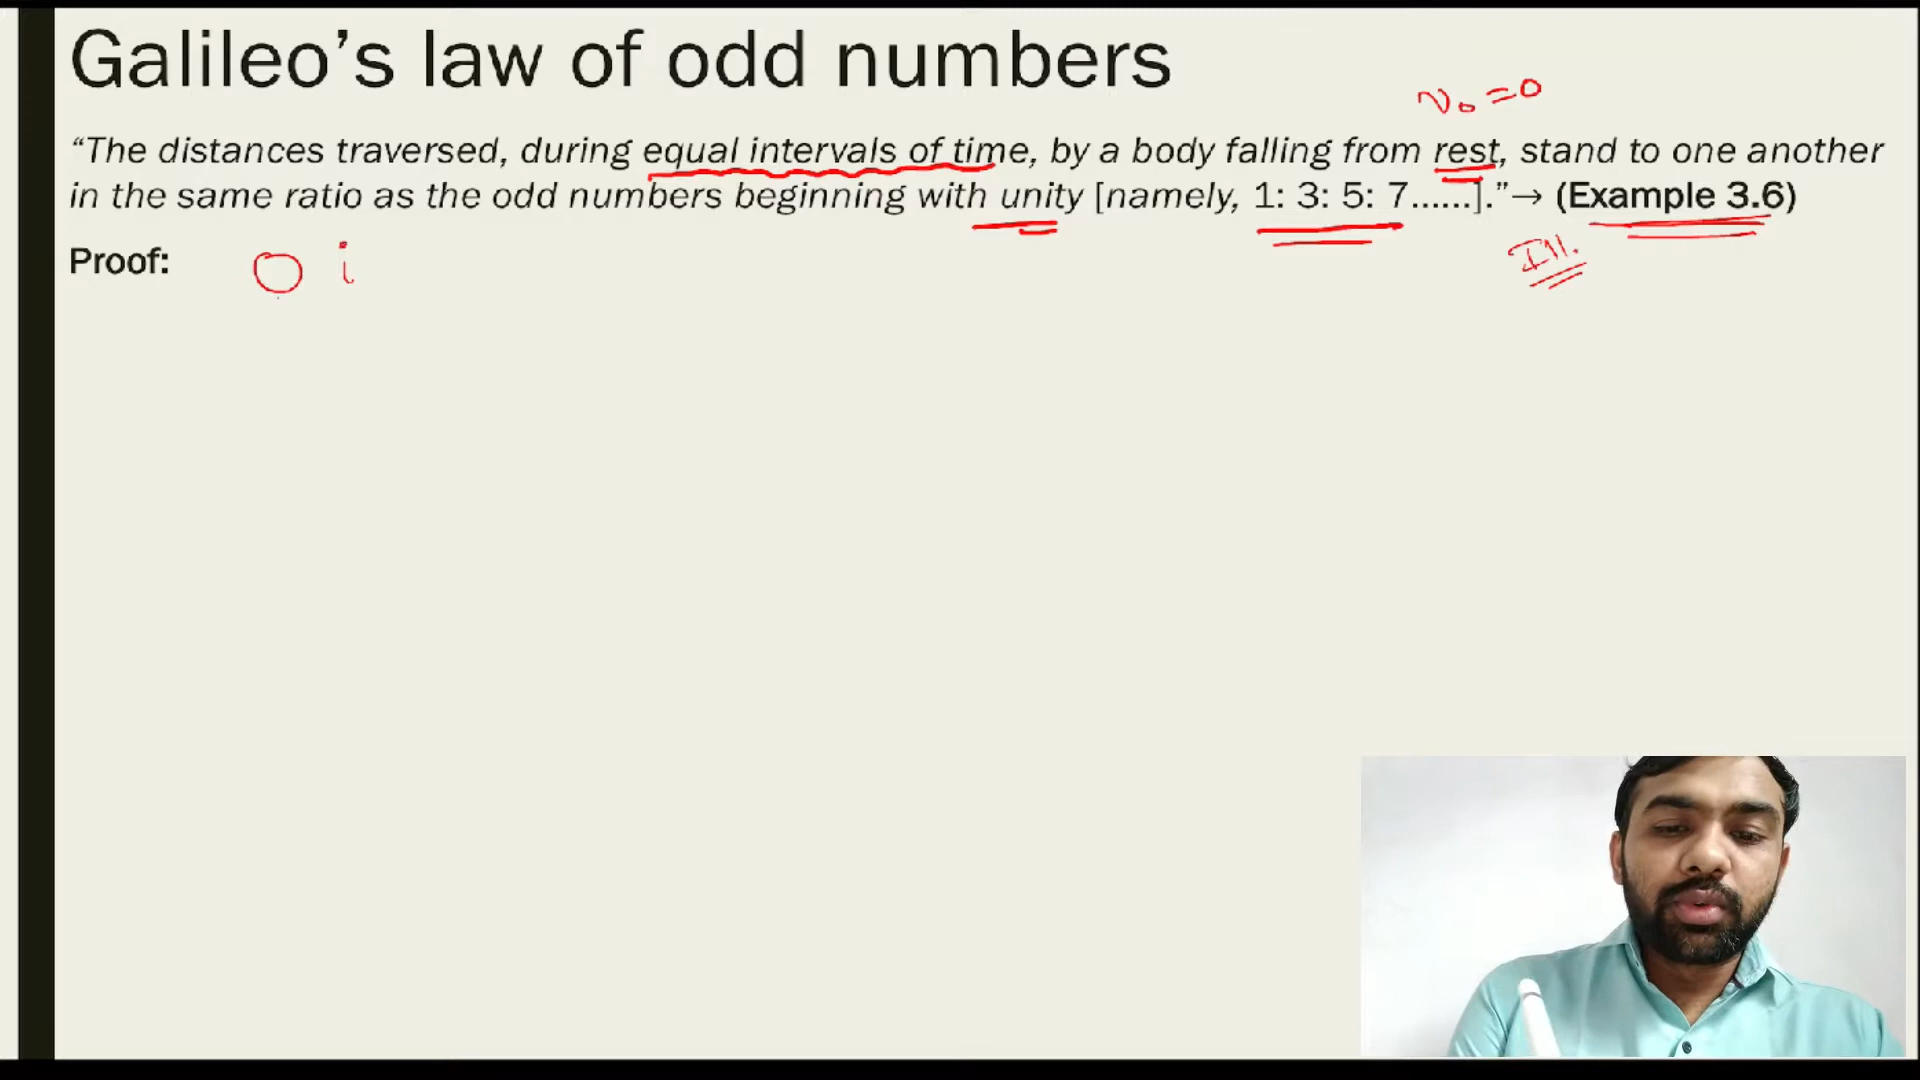 Galileo’s law of odd numbers
v₀ = 0
“The distances traversed, during equal intervals of time, by a body falling from rest, stand to one another
in the same ratio as the odd numbers beginning with unity [namely, 1: 3: 5: 7……].”→ (Example 3.6)
Proof:
i